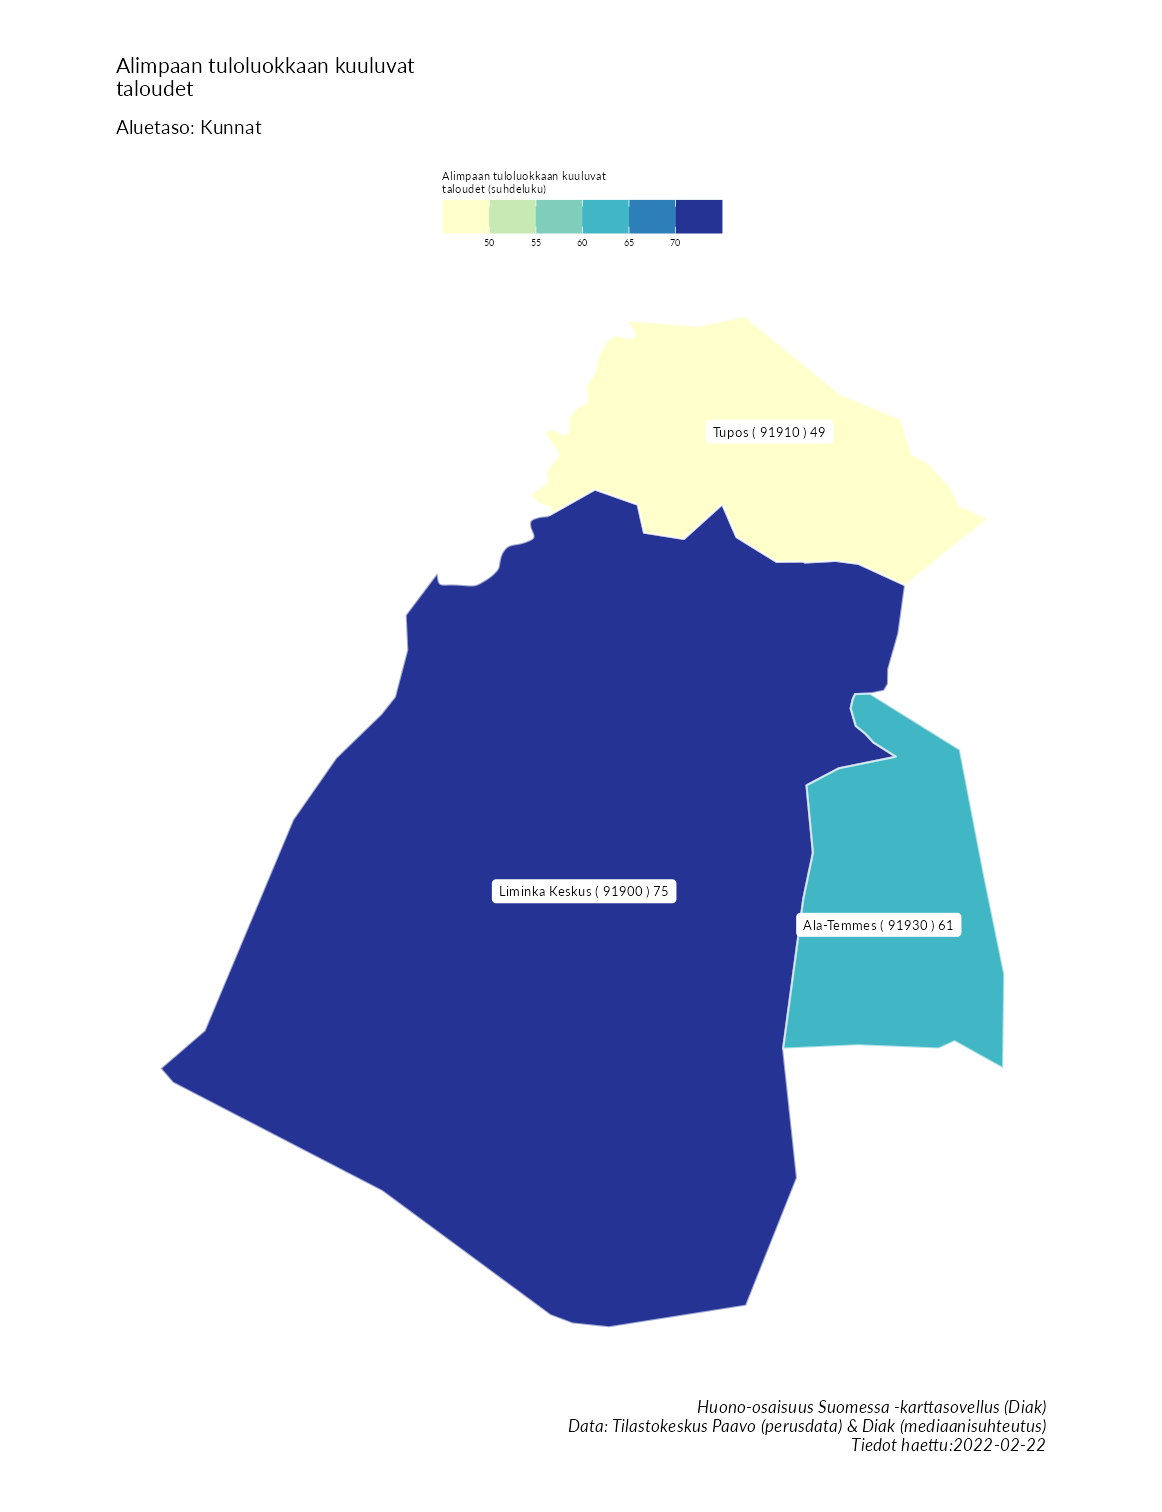 Alimpaan tuloluokkaan kuuluvat
taloudet
Aluetaso: Kunnat
Alimpaan tuloluokkaan kuuluvat
taloudet (suhdeluku)
50 55 60 65 70
Tupos ( 91910 ) 49
Liminka Keskus ( 91900 ) 75
Ala-Temmes ( 91930 ) 61
Huono-osaisuus Suomessa -karttasovellus (Diak)
Data: Tilastokeskus Paavo (perusdata) & Diak (mediaanisuhteutus)
Tiedot haettu:2022-02-22